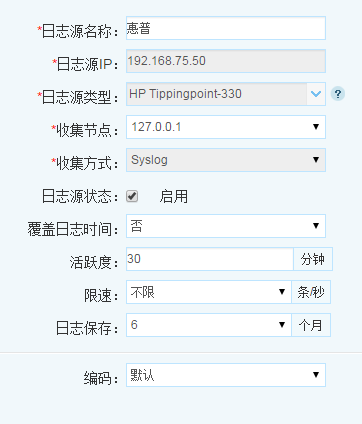 *日志源名称： 惠普
*日志源IP： 192.168.75.50
*日志源类型： HP Tippingpoint-330 ?
*收集节点： 127.0.0.1
*收集方式： Syslog
日志源状态： 启用
覆盖日志时间： 否
活跃度： 30 分钟
限速： 不限 条/秒
日志保存： 6 个月
编码： 默认